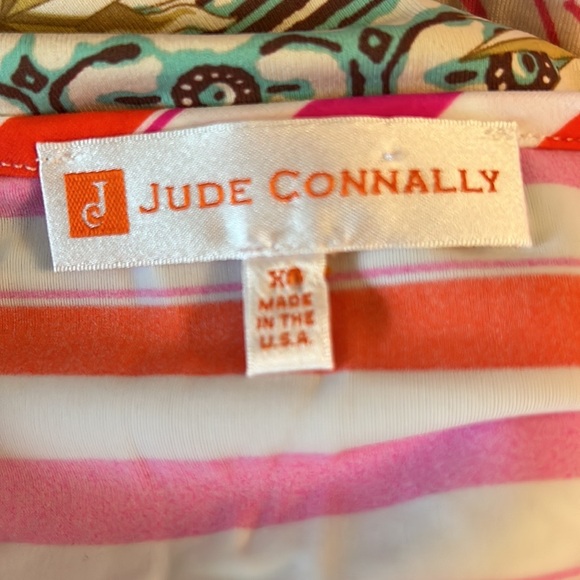 J JUDE CONNALLY
XS
MADE
IN THE
U.S.A.